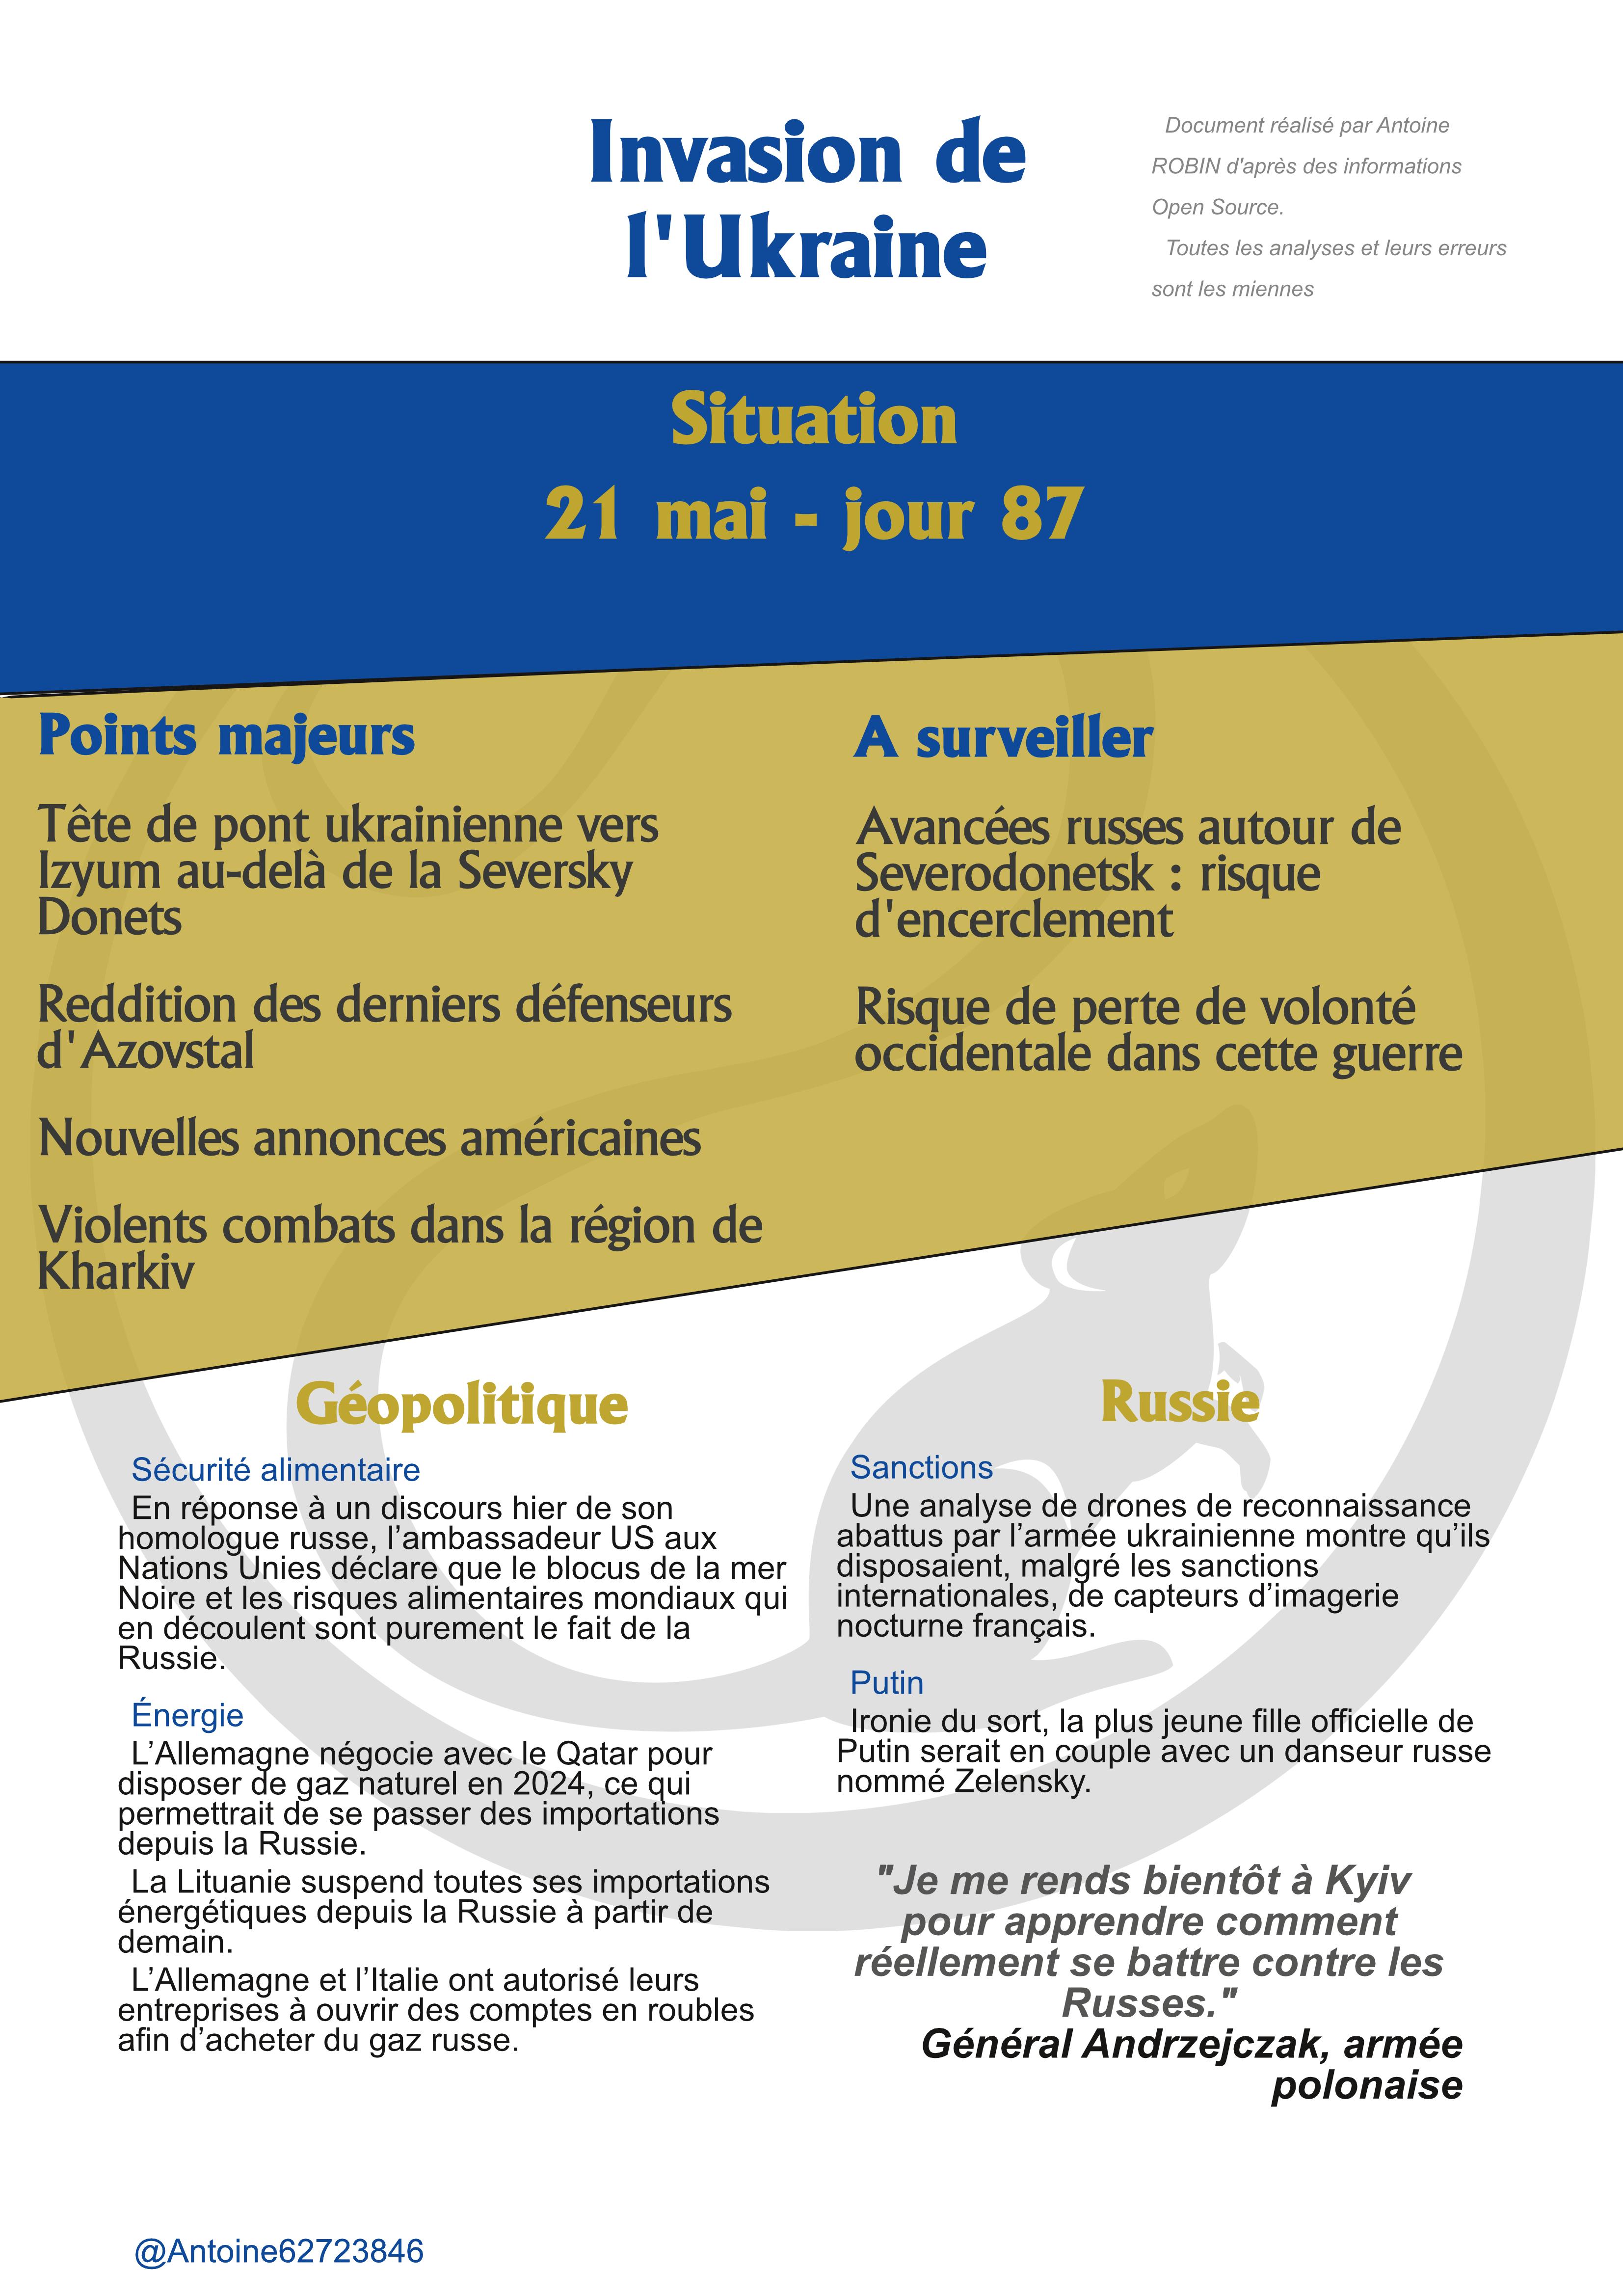 Invasion de
l'Ukraine
Document réalisé par Antoine
ROBIN d'après des informations
Open Source.
Toutes les analyses et leurs erreurs
sont les miennes
Situation
21 mai - jour 87
Points majeurs
Tête de pont ukrainienne vers
Izyum au-delà de la Seversky
Donets
Reddition des derniers défenseurs
d'Azovstal
Nouvelles annonces américaines
Violents combats dans la région de
Kharkiv
A surveiller
Avancées russes autour de
Severodonetsk : risque
d'encerclement
Risque de perte de volonté
occidentale dans cette guerre
Géopolitique
Sécurité alimentaire
En réponse à un discours hier de son
homologue russe, l’ambassadeur US aux
Nations Unies déclare que le blocus de la mer
Noire et les risques alimentaires mondiaux qui
en découlent sont purement le fait de la
Russie.
Énergie
L’Allemagne négocie avec le Qatar pour
disposer de gaz naturel en 2024, ce qui
permettrait de se passer des importations
depuis la Russie.
La Lituanie suspend toutes ses importations
énergétiques depuis la Russie à partir de
demain.
L’Allemagne et l’Italie ont autorisé leurs
entreprises à ouvrir des comptes en roubles
afin d’acheter du gaz russe.
Russie
Sanctions
Une analyse de drones de reconnaissance
abattus par l’armée ukrainienne montre qu’ils
disposaient, malgré les sanctions
internationales, de capteurs d’imagerie
nocturne français.
Putin
Ironie du sort, la plus jeune fille officielle de
Putin serait en couple avec un danseur russe
nommé Zelensky.
"Je me rends bientôt à Kyiv
pour apprendre comment
réellement se battre contre les
Russes."
Général Andrzejczak, armée
polonaise
@Antoine62723846